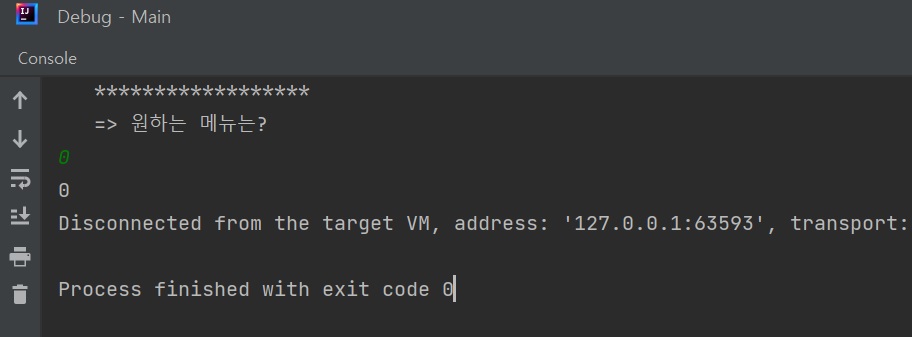 Debug - Main
Console
******************
=> 원하는 메뉴는?
0
0
Disconnected from the target VM, address: '127.0.0.1:63593', transport:
Process finished with exit code 0